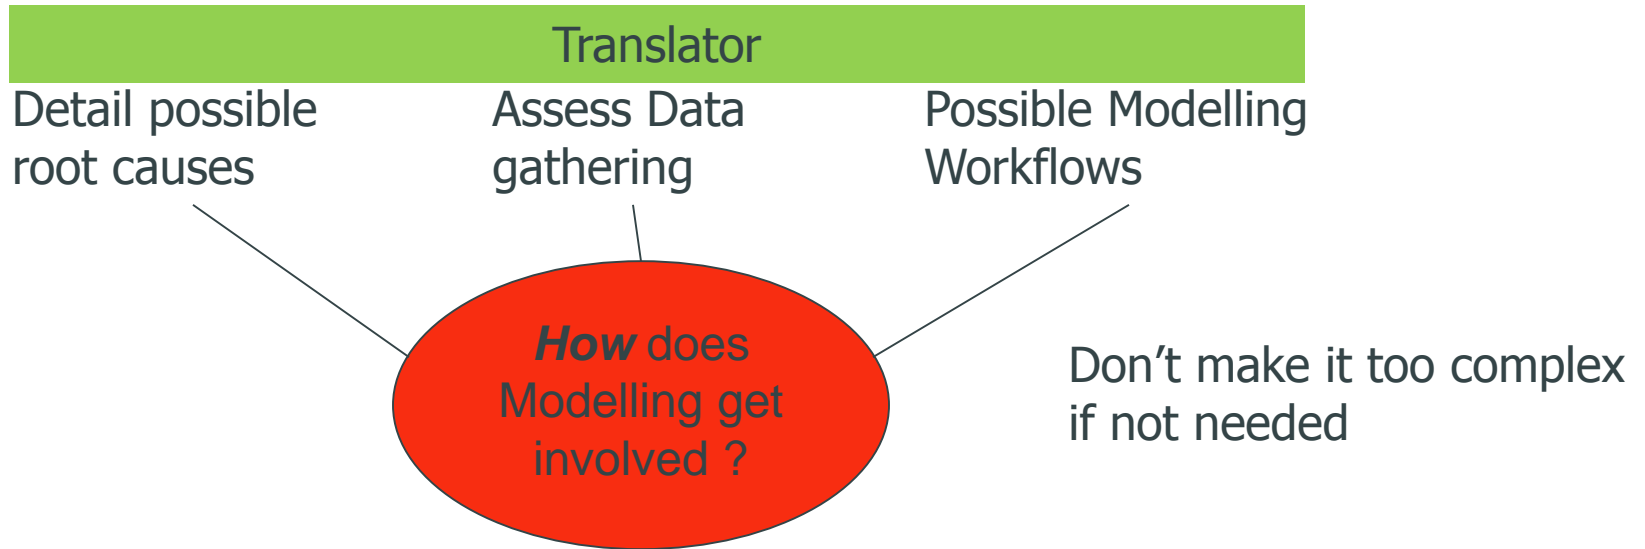 Translator
Detail possible
root causes
Assess Data
gathering
Possible Modelling
Workflows
How does
Modelling get
involved ?
Don’t make it too complex
if not needed